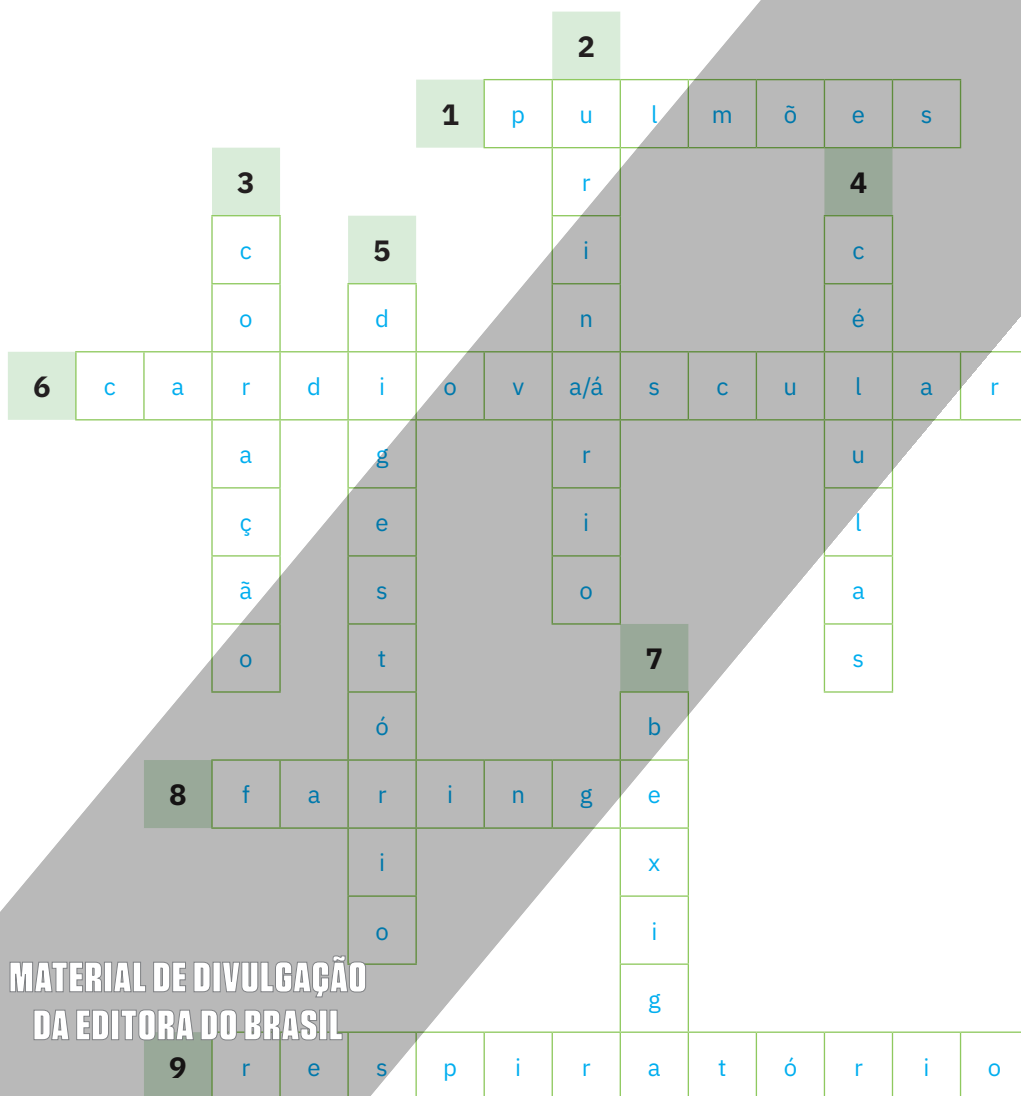 2
1 p u l m õ e s
r
3 4
c 5 i c
o d n é
6 c a r d i o v a/á s c u l a r
a g r u
ç e i l
ã s o a
o t 7 s
ó b
8 f a r i n g e
i x
o i
MATERIAL DE DIVULGAÇÃO
g
DA EDITORA DO BRASIL
9 r e s p i r a t ó r i o